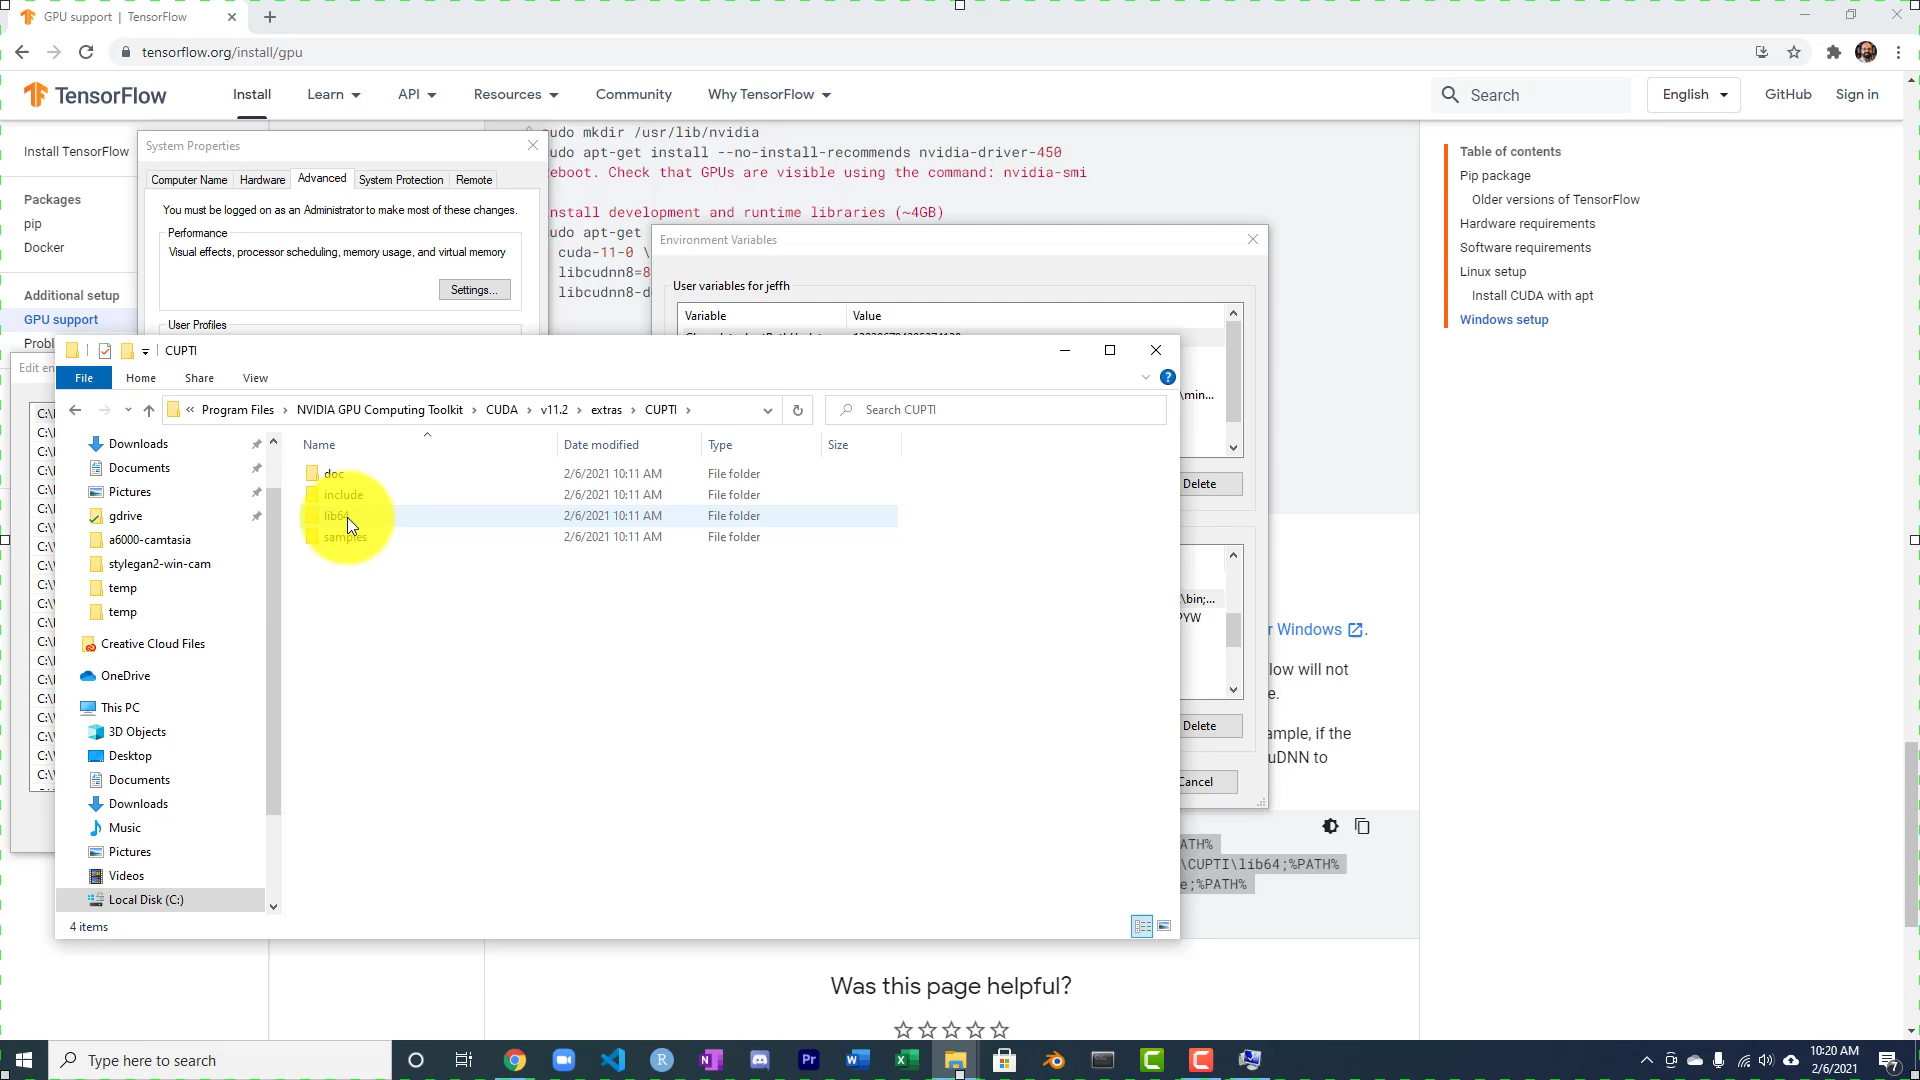 GPU support | TensorFlow
tensorflow.org/install/gpu
TensorFlow
Install
Learn
API
Resources
Community
Why TensorFlow
Search
English
GitHub
Sign in
Install TensorFlow
Packages
pip
Docker
Additional setup
GPU support
System Properties
Computer Name
Hardware
Advanced
System Protection
Remote
You must be logged on as an Administrator to make most of these changes.
Performance
Visual effects, processor scheduling, memory usage, and virtual memory
Settings...
User Profiles
sudo mkdir /usr/lib/nvidia
sudo apt-get install --no-install-recommends nvidia-driver-450
eboot. Check that GPUs are visible using the command: nvidia-smi
nstall development and runtime libraries (~4GB)
udo apt-get
cuda-11-0 \
libcudnn8=8
libcudnn8-d
Environment Variables
User variables for jeffh
Variable
Value
\min...
Delete
\bin;...
PYW
Delete
Cancel
Table of contents
Pip package
Older versions of TensorFlow
Hardware requirements
Software requirements
Linux setup
Install CUDA with apt
Windows setup
CUPTI
File
Home
Share
View
« Program Files > NVIDIA GPU Computing Toolkit > CUDA > v11.2 > extras > CUPTI >
Search CUPTI
Name
Date modified
Type
Size
doc 2/6/2021 10:11 AM File folder
include 2/6/2021 10:11 AM File folder
lib64 2/6/2021 10:11 AM File folder
samples 2/6/2021 10:11 AM File folder
Downloads
Documents
Pictures
gdrive
a6000-camtasia
stylegan2-win-cam
temp
temp
Creative Cloud Files
OneDrive
This PC
3D Objects
Desktop
Documents
Downloads
Music
Pictures
Videos
Local Disk (C:)
4 items
r Windows.
low will not
e.
ample, if the
uDNN to
ATH%
\CUPTI\lib64;%PATH%
e;%PATH%
Was this page helpful?
Type here to search
10:20 AM
2/6/2021
7